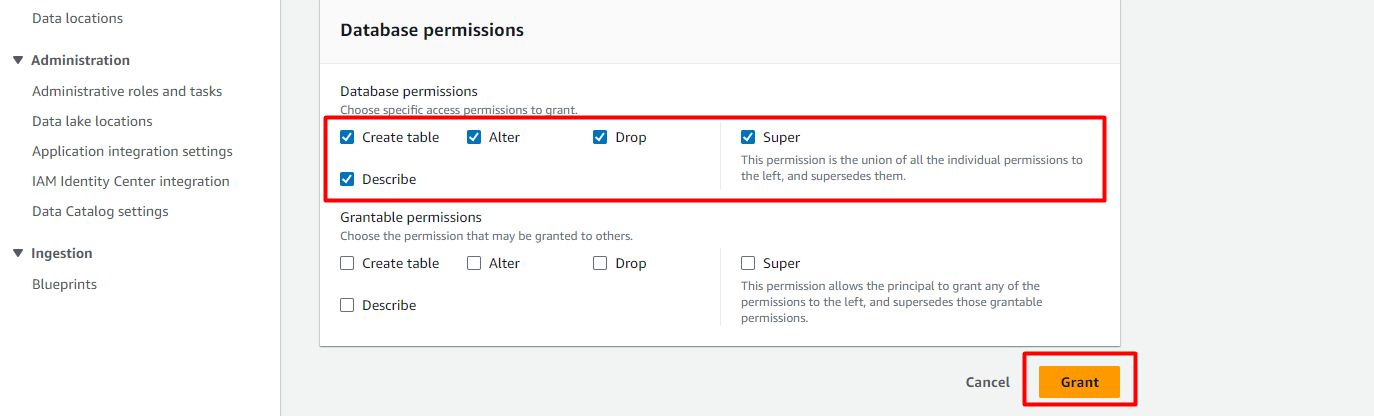 Data locations
Administration
Administrative roles and tasks
Data lake locations
Application integration settings
IAM Identity Center integration
Data Catalog settings
Ingestion
Blueprints
Database permissions
Database permissions
Choose specific access permissions to grant.
Create table
Alter
Drop
Describe
Super
This permission is the union of all the individual permissions to
the left, and supersedes them.
Grantable permissions
Choose the permission that may be granted to others.
Create table
Alter
Drop
Describe
Super
This permission allows the principal to grant any of the
permissions to the left, and supersedes those grantable
permissions.
Cancel
Grant